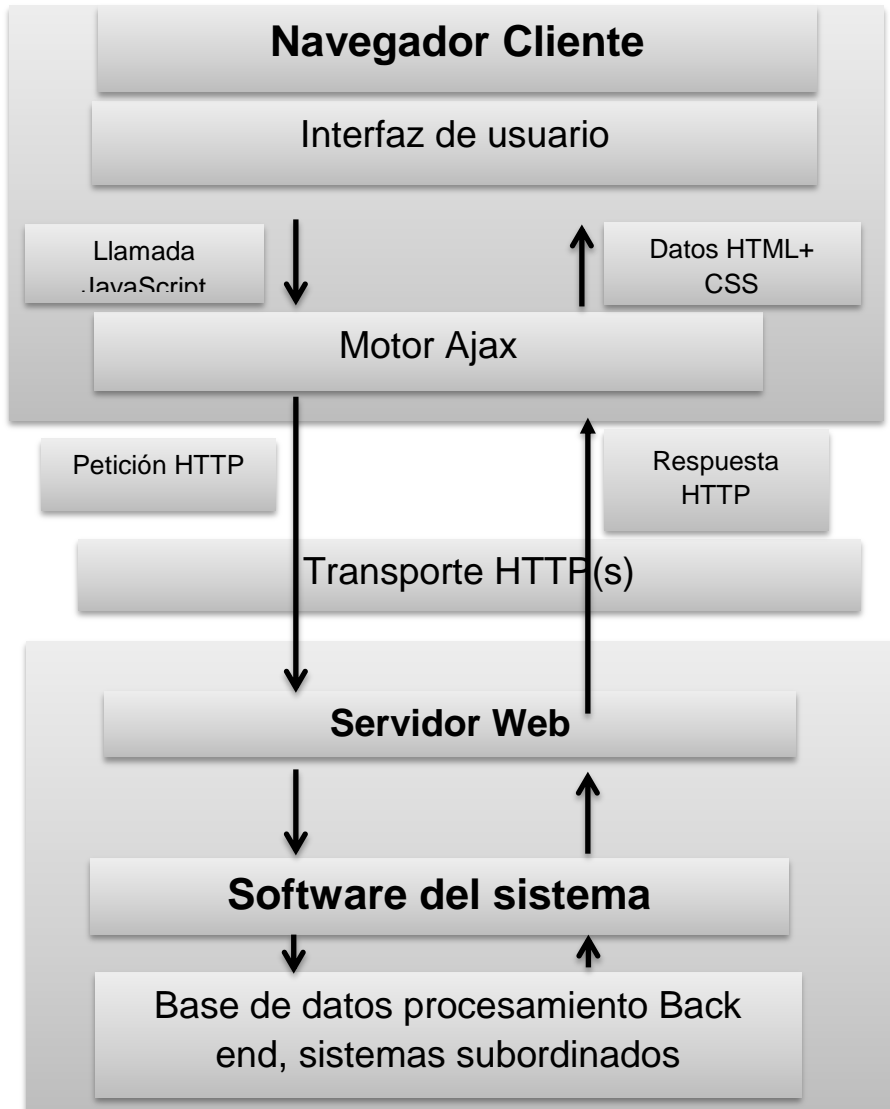 Navegador Cliente
Interfaz de usuario
Llamada
JavaScript
Datos HTML+
CSS
Motor Ajax
Petición HTTP
Respuesta
HTTP
Transporte HTTP(s)
Servidor Web
Software del sistema
Base de datos procesamiento Back
end, sistemas subordinados